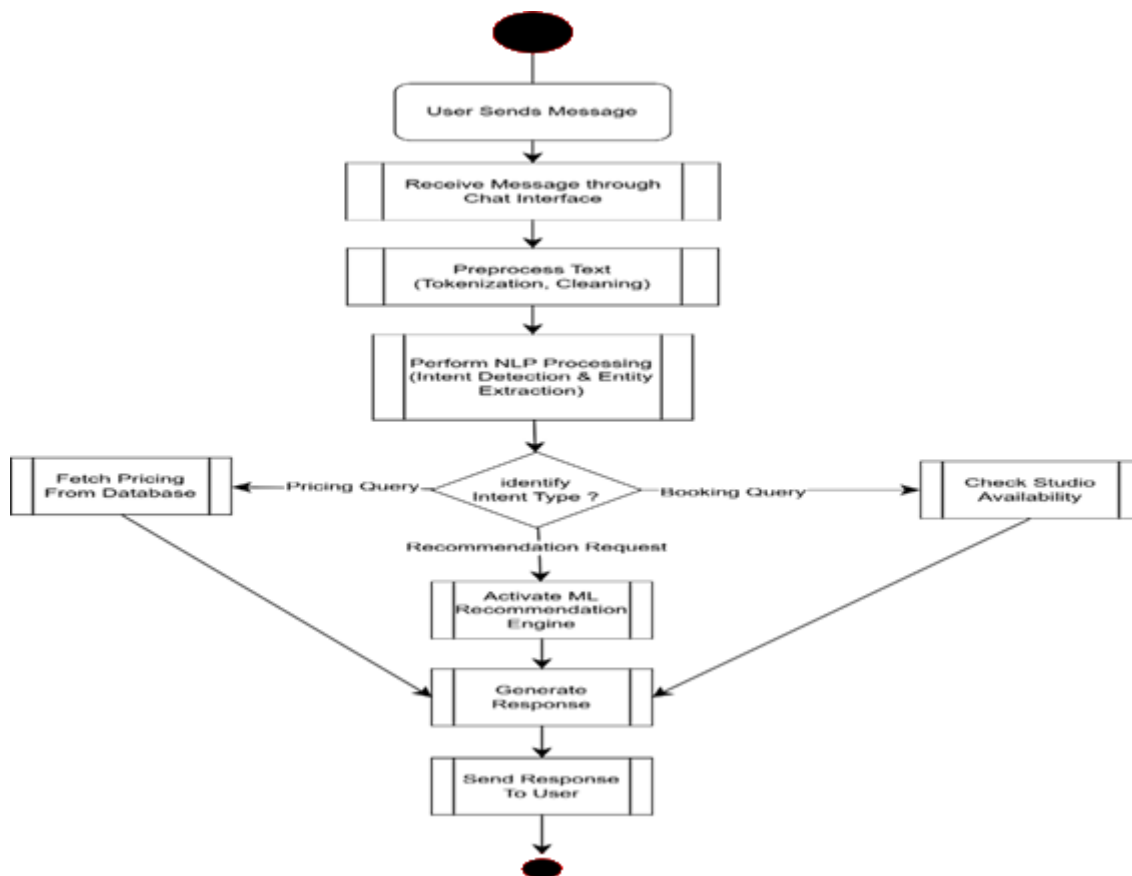 User Sends Message
Receive Message through
Chat Interface
Preprocess Text
(Tokenization, Cleaning)
Perform NLP Processing
(Intent Detection & Entity
Extraction)
Fetch Pricing
From Database
Pricing Query
identify
Intent Type ?
Booking Query
Check Studio
Availability
Recommendation Request
Activate ML
Recommendation
Engine
Generate
Response
Send Response
To User